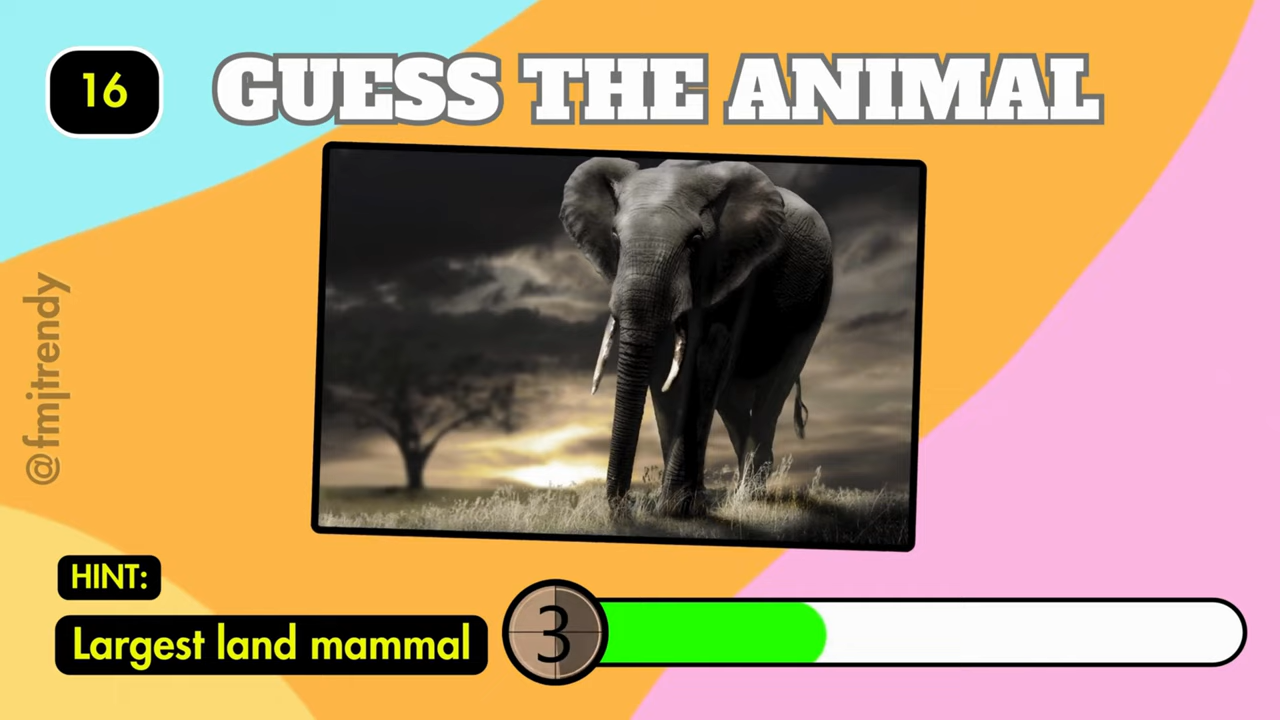 16
GUESS THE ANIMAL
@fmjtrendy
HINT:
Largest land mammal
3